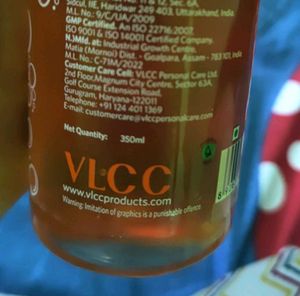 Sidcul, IIE, Haridwar 249 403, Uttarakhand, India.
M.L. No.: 9/C/UA/2009
GMP Certified. An ISO 22716:2007,
ISO 9001 & ISO 14001 Certified Company.
N.3Mfd. at: Industrial Growth Centre,
Matia (Mornoi) Dist. - Goalpara, Assam - 783 101, India
M.L.: C-71M/2022
Customer Care Cell: VLCC Personal Care Ltd.
2nd Floor, Magnum City Centre, Sector 63A,
Golf Course Extension Road,
Gurugram, Haryana-122011
Phones: +91 124 401 1369
E-mail: customercare@vlccpersonalcare.com
Net Quantity: 350ml
VLCC
www.vlccproducts.com
Warning: Imitation of graphics is a punishable offence.